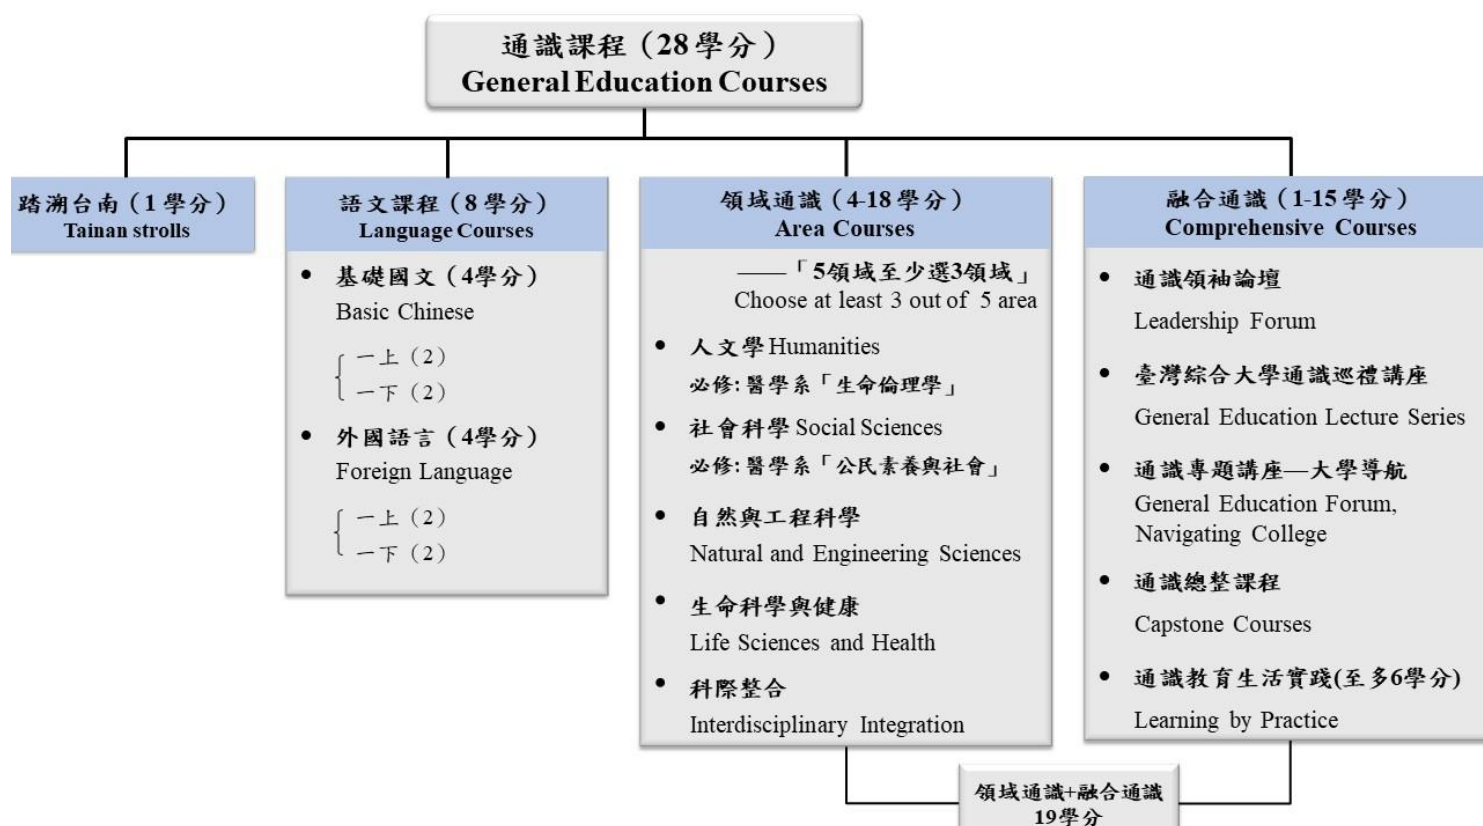 通識課程（28學分）
General Education Courses
踏溯台南（1學分）
Tainan strolls
語文課程（8學分）
Language Courses
• 基礎國文（4學分）
Basic Chinese
一上（2）
一下（2）
• 外國語言（4學分）
Foreign Language
一上（2）
一下（2）
領域通識（4-18學分）
Area Courses
——「5領域至少選3領域」
Choose at least 3 out of 5 area
• 人文學 Humanities
必修: 醫學系「生命倫理學」
• 社會科學 Social Sciences
必修: 醫學系「公民素養與社會」
• 自然與工程科學
Natural and Engineering Sciences
• 生命科學與健康
Life Sciences and Health
• 科際整合
Interdisciplinary Integration
融合通識（1-15學分）
Comprehensive Courses
• 通識領袖論壇
Leadership Forum
• 臺灣綜合大學通識巡禮講座
General Education Lecture Series
• 通識專題講座—大學導航
General Education Forum,
Navigating College
• 通識總整課程
Capstone Courses
• 通識教育生活實踐(至多6學分)
Learning by Practice
領域通識+融合通識
19學分